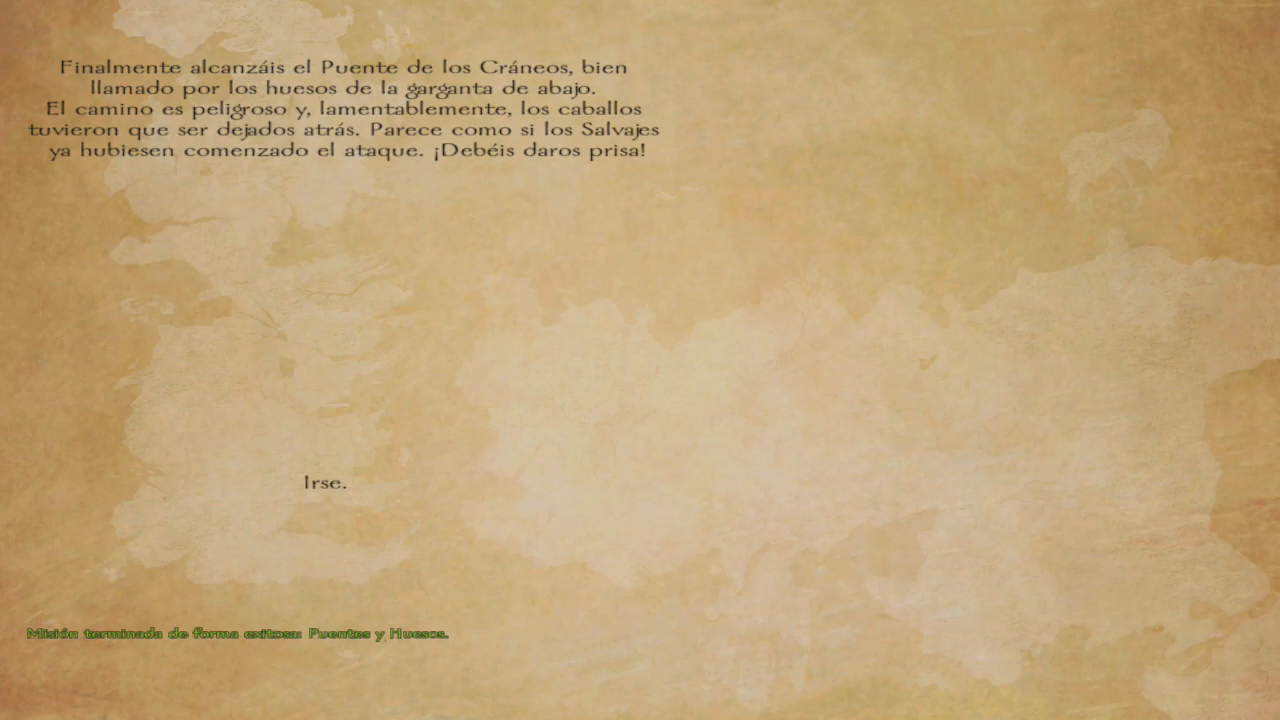 Finalmente alcanzáis el Puente de los Cráneos, bien
llamado por los huesos de la garganta de abajo.
El camino es peligroso y, lamentablemente, los caballos
tuvieron que ser dejados atrás. Parece como si los Salvajes
ya hubiesen comenzado el ataque. ¡Debéis daros prisa!
Irse.
Misión terminada de forma exitosa: Puentes y Huesos.